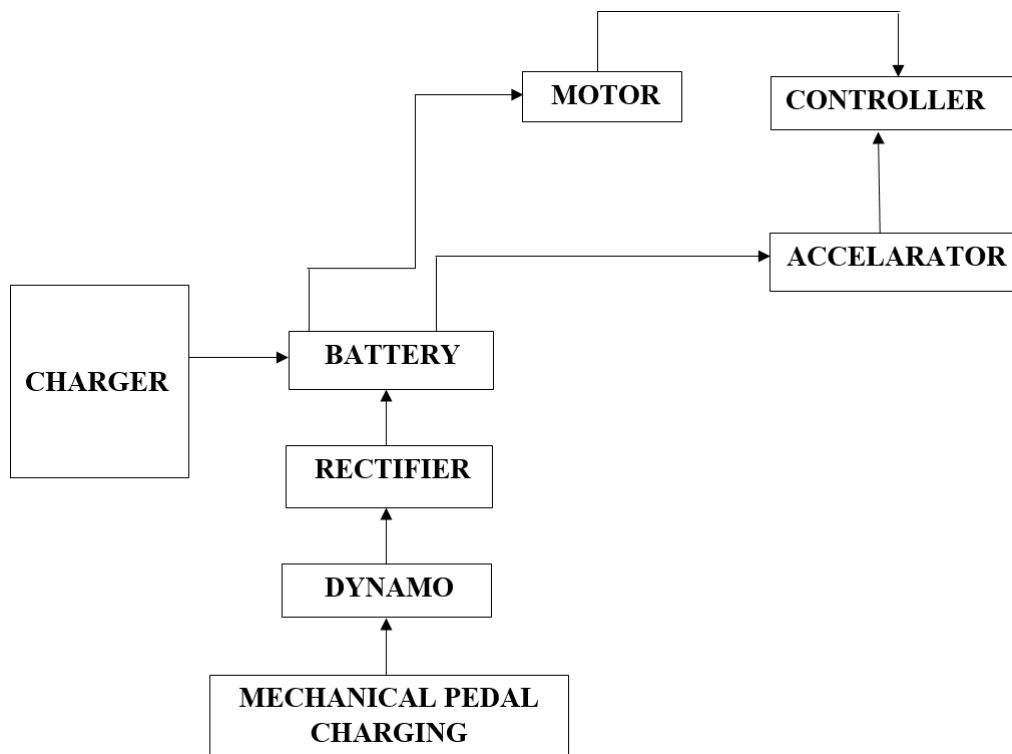 MOTOR
CONTROLLER
ACCELARATOR
BATTERY
CHARGER
RECTIFIER
DYNAMO
MECHANICAL PEDAL
CHARGING